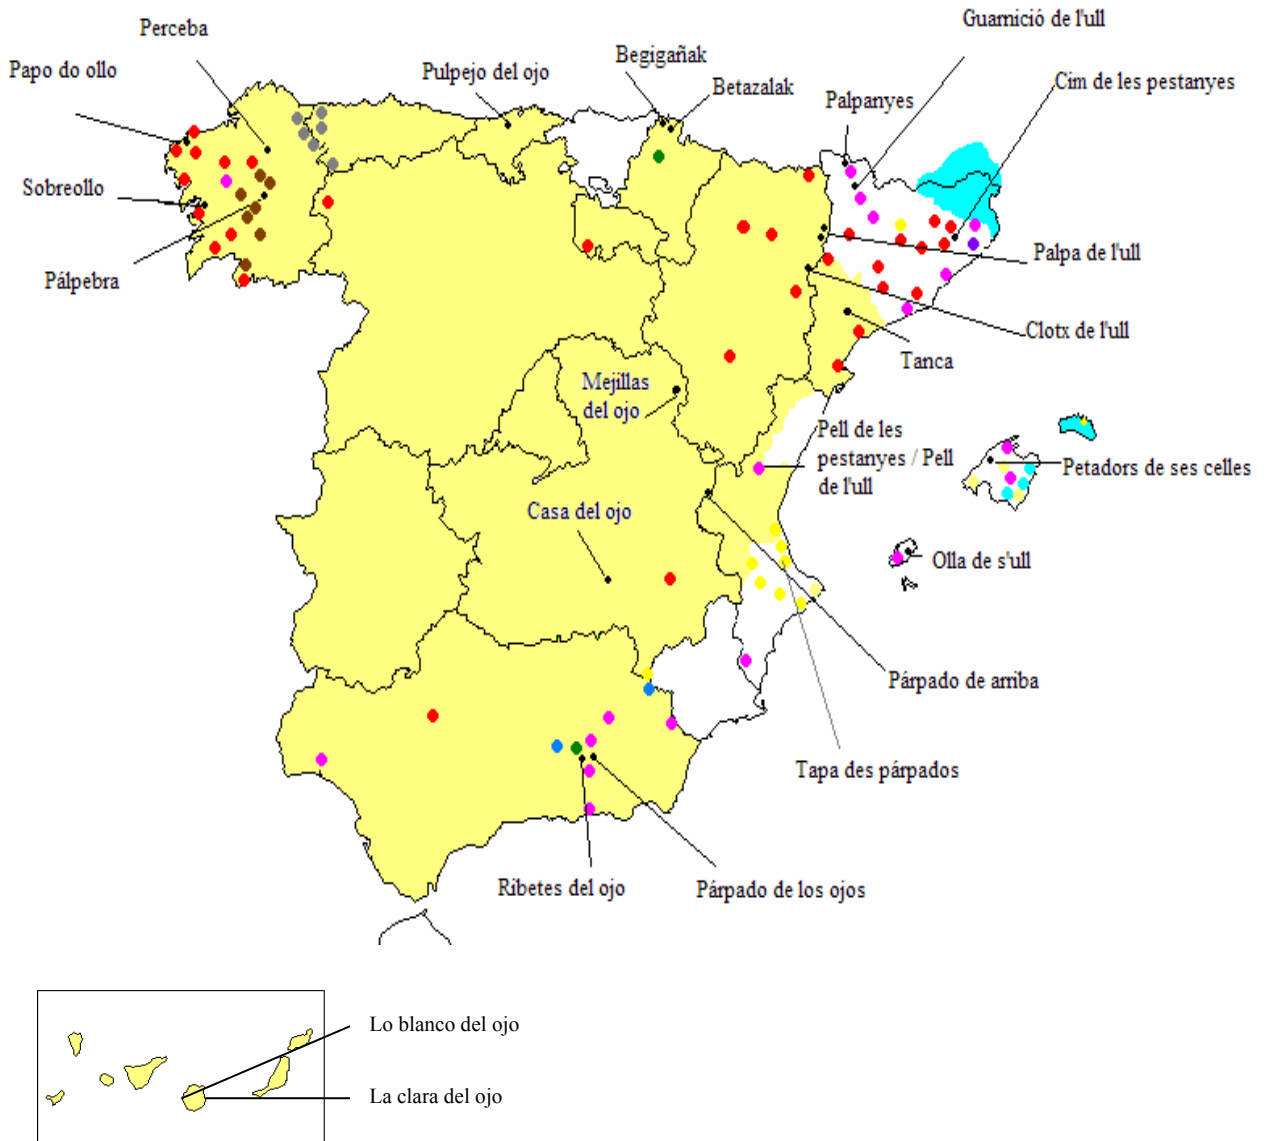 Guarnició de l'ull
Perceba
Begigañak
Papo do ollo
Pulpejo del ojo
Betazalak
Cim de les pestanyes
Palpanyes
Sobreollo
Palpa de l'ull
Pálpebra
Clotx de l'ull
Tanca
Mejillas
del ojo
Pell de les
pestanyes / Pell
de l'ull
Petadors de ses celles
Casa del ojo
Olla de s'ull
Párpado de arriba
Tapa des párpados
Ribetes del ojo
Párpado de los ojos
Lo blanco del ojo
La clara del ojo